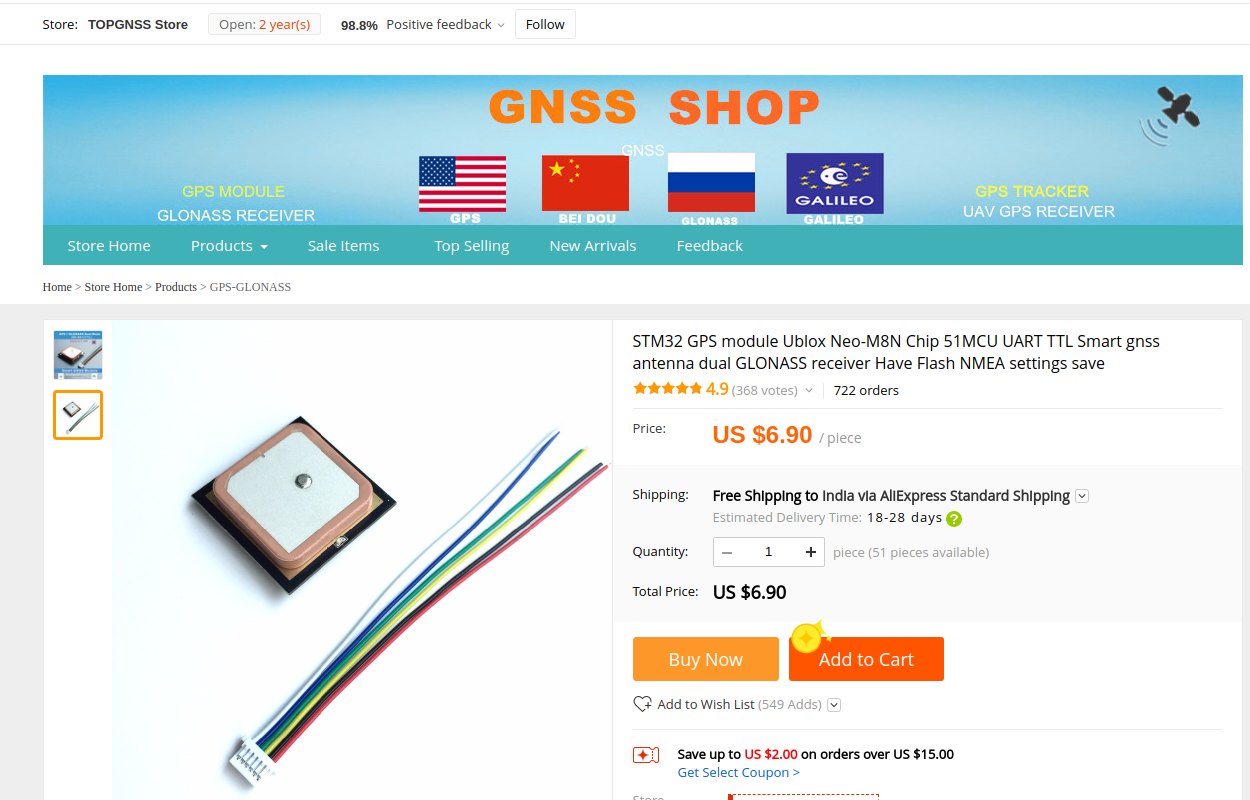 Store: TOPGNSS Store Open: 2 year(s) 98.8% Positive feedback Follow
GNSS SHOP
GNSS
GPS MODULE
GLONASS RECEIVER
GPS
BEI DOU
GLONASS
GALILEO
GALILEO
GPS TRACKER
UAV GPS RECEIVER
Store Home Products Sale Items Top Selling New Arrivals Feedback
Home > Store Home > Products > GPS-GLONASS
STM32 GPS module Ublox Neo-M8N Chip 51MCU UART TTL Smart gnss
antenna dual GLONASS receiver Have Flash NMEA settings save
4.9 (368 votes) 722 orders
Price: US $6.90 / piece
Shipping: Free Shipping to India via AliExpress Standard Shipping
Estimated Delivery Time: 18-28 days ?
Quantity: − 1 + piece (51 pieces available)
Total Price: US $6.90
Buy Now Add to Cart
Add to Wish List (549 Adds)
Save up to US $2.00 on orders over US $15.00
Get Select Coupon >
Store